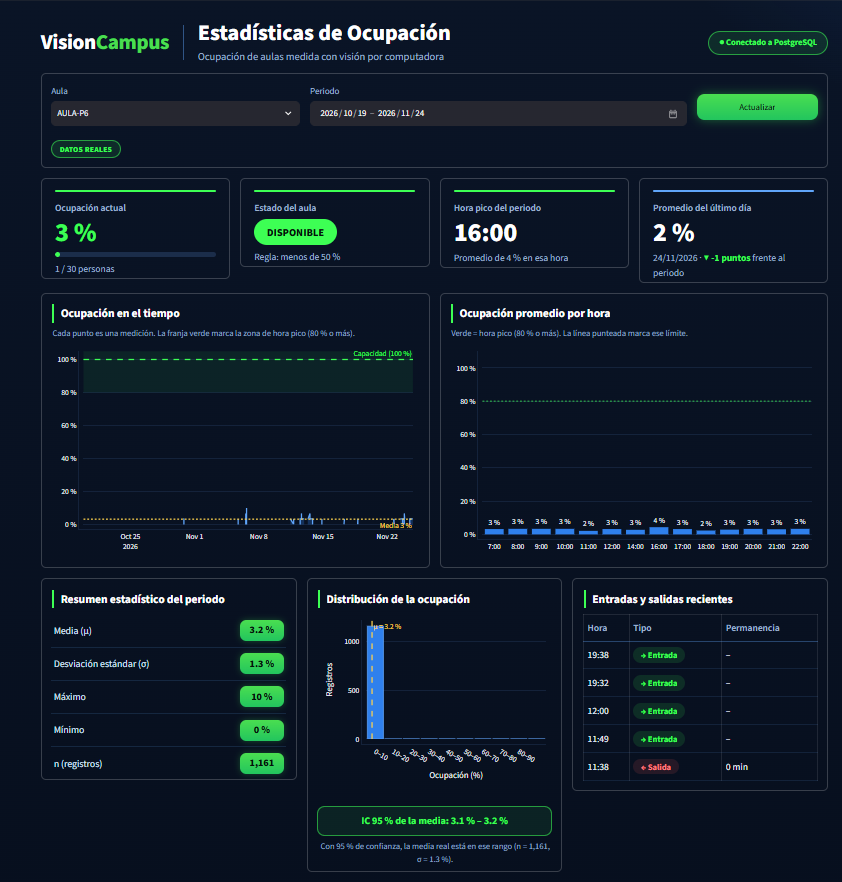 VisionCampus
Estadísticas de Ocupación
Ocupación de aulas medida con visión por computadora
Conectado a PostgreSQL
Aula
Periodo
AULA-P6
2026/10/19 – 2026/11/24
Actualizar
DATOS REALES
Ocupación actual
3 %
1 / 30 personas
Estado del aula
DISPONIBLE
Regla: menos de 50 %
Hora pico del periodo
16:00
Promedio de 4 % en esa hora
Promedio del último día
2 %
24/11/2026 · ▼ -1 puntos frente al
periodo
Ocupación en el tiempo
Cada punto es una medición. La franja verde marca la zona de hora pico (80 % o más).
Capacidad (100 %)
100 %
80 %
60 %
40 %
20 %
0 %
Media 3 %
Oct 25
2026
Nov 1
Nov 8
Nov 15
Nov 22
Ocupación promedio por hora
Verde = hora pico (80 % o más). La línea punteada marca ese límite.
100 %
80 %
60 %
40 %
20 %
0 %
3 % 3 % 3 % 3 % 2 % 3 % 3 % 4 % 3 % 2 % 3 % 3 % 3 % 3 %
7:00 8:00 9:00 10:00 11:00 12:00 14:00 16:00 17:00 18:00 19:00 20:00 21:00 22:00
Resumen estadístico del periodo
Media (μ) 3.2 %
Desviación estándar (σ) 1.3 %
Máximo 10 %
Mínimo 0 %
n (registros) 1,161
Distribución de la ocupación
μ = 3.2 %
1000
500
0
Registros
0–10 10–20 20–30 30–40 40–50 50–60 60–70 70–80 80–90
Ocupación (%)
IC 95 % de la media: 3.1 % – 3.2 %
Con 95 % de confianza, la media real está en ese rango (n = 1,161,
σ = 1.3 %).
Entradas y salidas recientes
Hora Tipo Permanencia
19:38 → Entrada –
19:32 → Entrada –
12:00 → Entrada –
11:49 → Entrada –
11:38 ← Salida 0 min